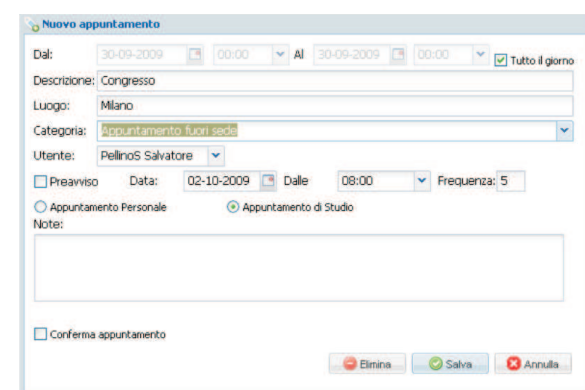 Nuovo appuntamento
Dal: 30-09-2009 00:00 Al 30-09-2009 00:00 Tutto il giorno
Descrizione: Congresso
Luogo: Milano
Categoria: Appuntamento fuori sede
Utente: PellinoS Salvatore
Preavviso Data: 02-10-2009 Dalle 08:00 Frequenza: 5
Appuntamento Personale Appuntamento di Studio
Note:
Conferma appuntamento
Elimina Salva Annulla